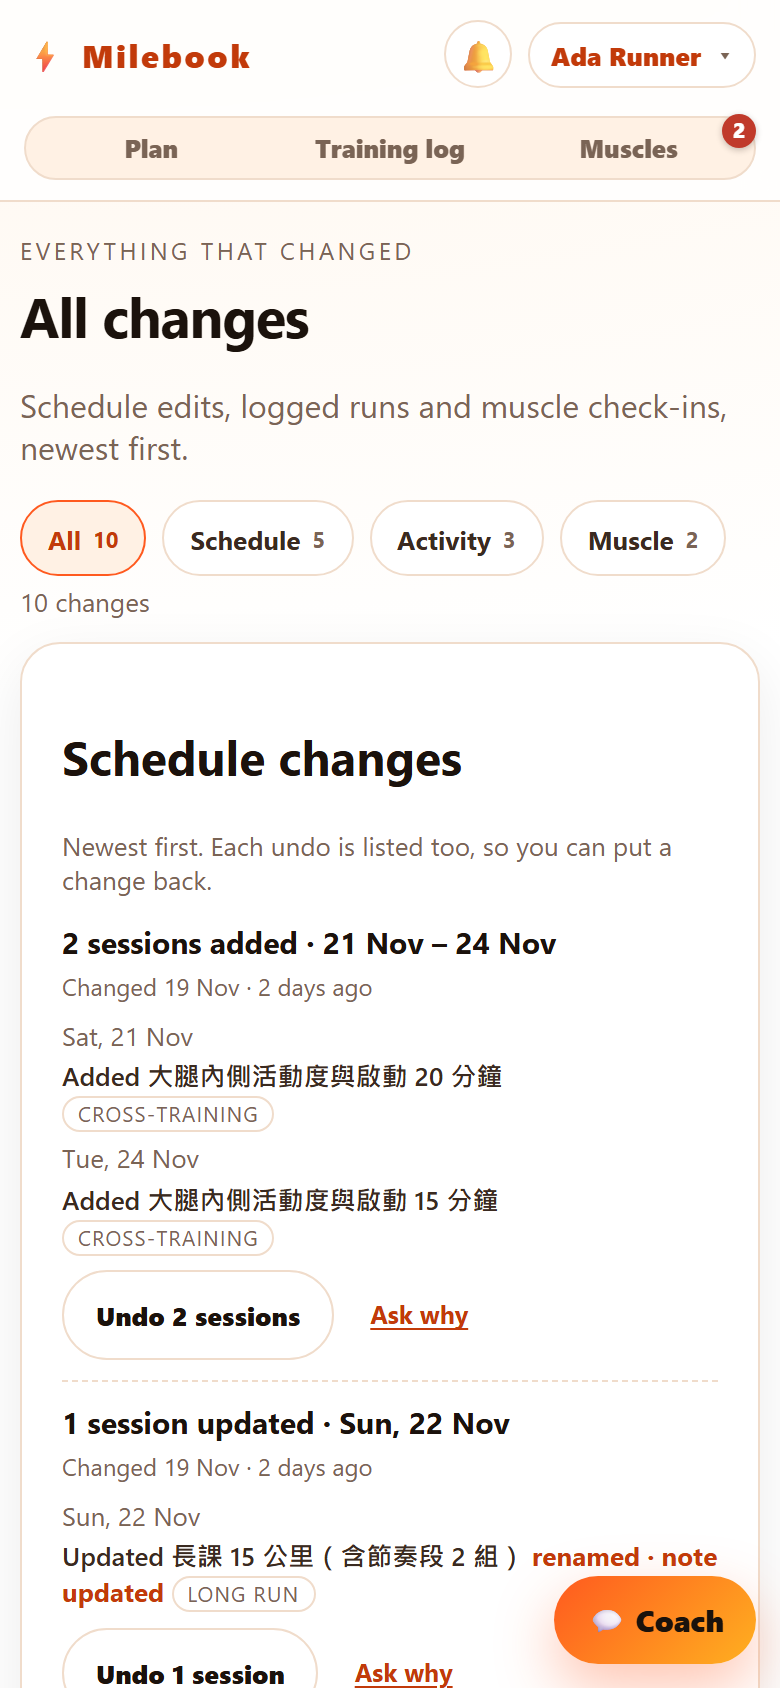 Milebook
Ada Runner
Plan
Training log
Muscles
2
EVERYTHING THAT CHANGED
All changes
Schedule edits, logged runs and muscle check-ins,
newest first.
All 10
Schedule 5
Activity 3
Muscle 2
10 changes
Schedule changes
Newest first. Each undo is listed too, so you can put a
change back.
2 sessions added · 21 Nov – 24 Nov
Changed 19 Nov · 2 days ago
Sat, 21 Nov
Added 大腿內側活動度與啟動 20 分鐘
CROSS-TRAINING
Tue, 24 Nov
Added 大腿內側活動度與啟動 15 分鐘
CROSS-TRAINING
Undo 2 sessions
Ask why
1 session updated · Sun, 22 Nov
Changed 19 Nov · 2 days ago
Sun, 22 Nov
Updated 長課 15 公里（含節奏段 2 組） renamed · note
updated LONG RUN
Coach
Undo 1 session
Ask why